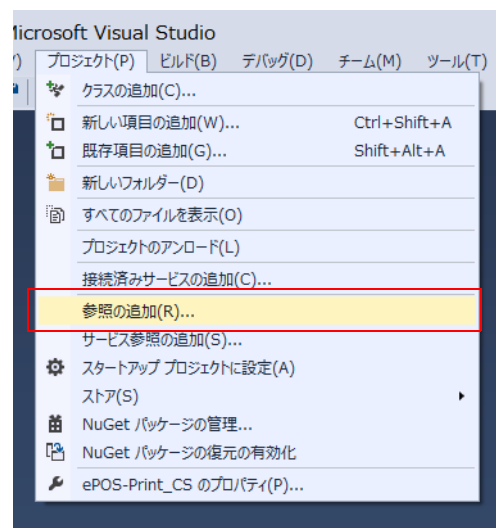 Microsoft Visual Studio
プロジェクト(P) ビルド(B) デバッグ(D) チーム(M) ツール(T)
クラスの追加(C)...
新しい項目の追加(W)... Ctrl+Shift+A
既存項目の追加(G)... Shift+Alt+A
新しいフォルダー(D)
すべてのファイルを表示(O)
プロジェクトのアンロード(L)
接続済みサービスの追加(C)...
参照の追加(R)...
サービス参照の追加(S)...
スタートアップ プロジェクトに設定(A)
ストア(S)
NuGet パッケージの管理...
NuGet パッケージの復元の有効化
ePOS-Print_CS のプロパティ(P)...